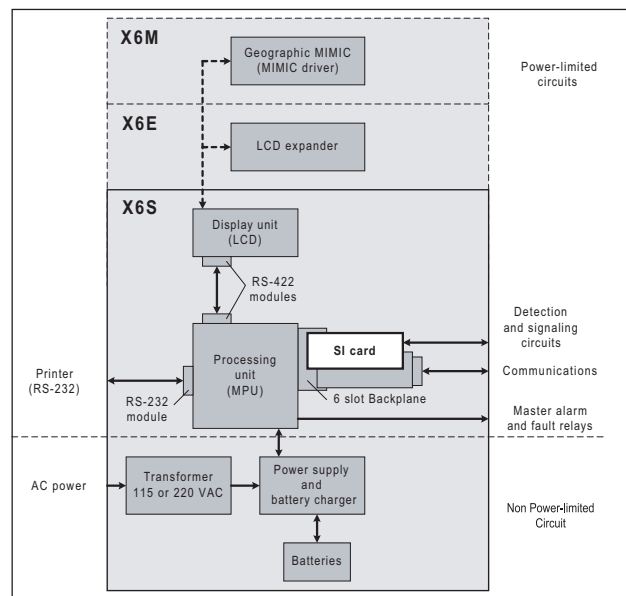 X6M
Geographic MIMIC
(MIMIC driver)
Power-limited
circuits
X6E
LCD expander
X6S
Display unit
(LCD)
RS-422
modules
Detection
and signaling
circuits
SI card
Printer
(RS-232)
Processing
unit
(MPU)
Communications
RS-232
module
6 slot Backplane
Master alarm
and fault relays
AC power
Transformer
115 or 220 VAC
Power supply
and
battery charger
Non Power-limited
Circuit
Batteries